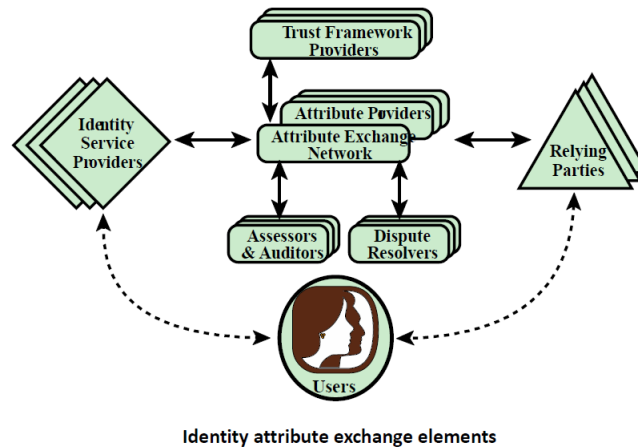 Trust Framework
Providers
Attribute Providers
Attribute Exchange
Network
Identity
Service
Providers
Relying
Parties
Assessors
& Auditors
Dispute
Resolvers
Users
Identity attribute exchange elements